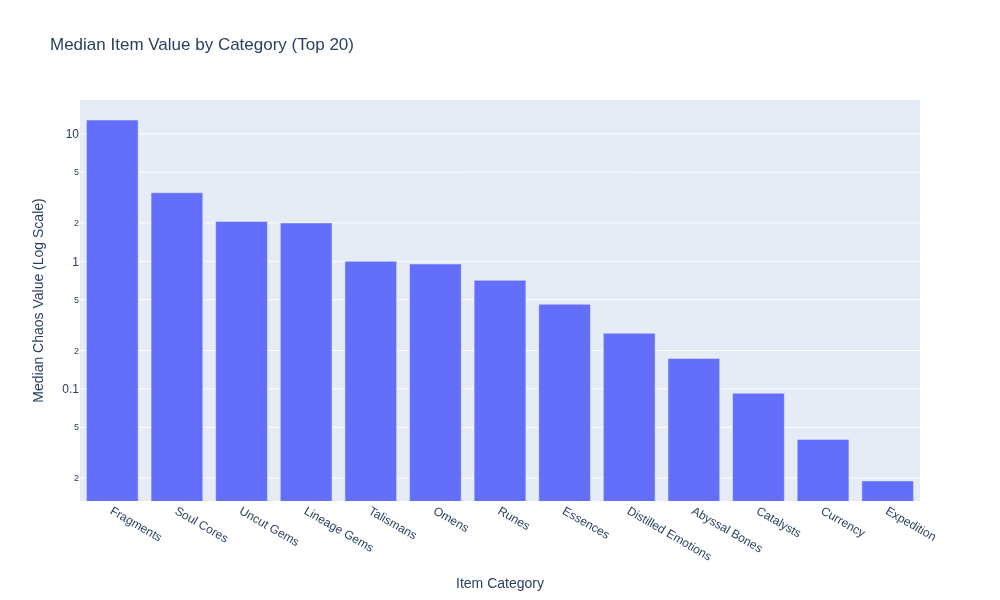 Median Item Value by Category (Top 20)
Median Chaos Value (Log Scale)
10
5
2
1
5
2
0.1
5
2
Fragments
Soul Cores
Uncut Gems
Lineage Gems
Talismans
Omens
Runes
Essences
Distilled Emotions
Abyssal Bones
Catalysts
Currency
Expedition
Item Category